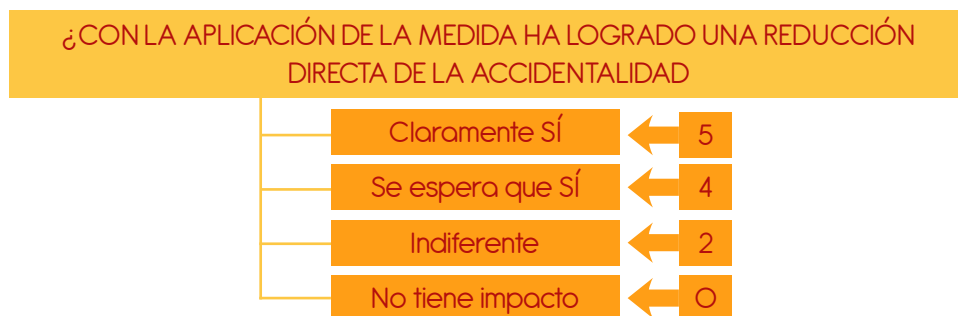 ¿CON LA APLICACIÓN DE LA MEDIDA HA LOGRADO UNA REDUCCIÓN
DIRECTA DE LA ACCIDENTALIDAD
Claramente SÍ 5
Se espera que SÍ 4
Indiferente 2
No tiene impacto 0